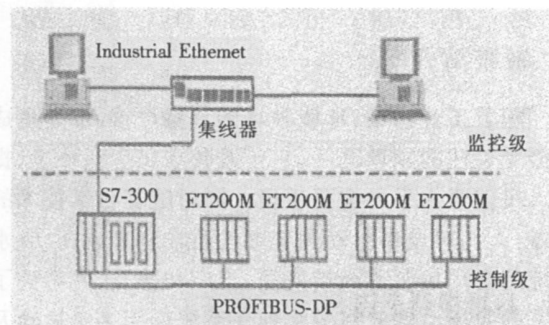 Industrial Ethemet
集线器
监控级
S7-300
ET200M ET200M ET200M ET200M
控制级
PROFIBUS-DP